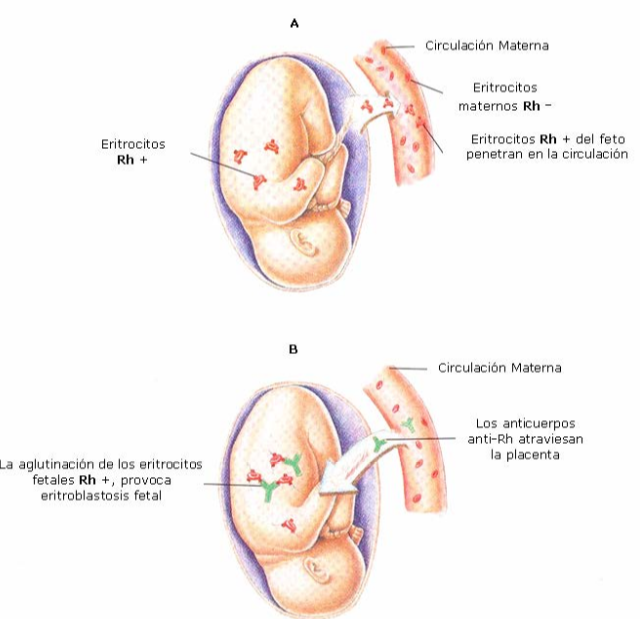 A
Circulación Materna
Eritrocitos
maternos Rh –
Eritrocitos Rh + del feto
penetran en la circulación
Eritrocitos
Rh +
B
Circulación Materna
Los anticuerpos
anti-Rh atraviesan
la placenta
La aglutinación de los eritrocitos
fetales Rh +, provoca
eritroblastosis fetal